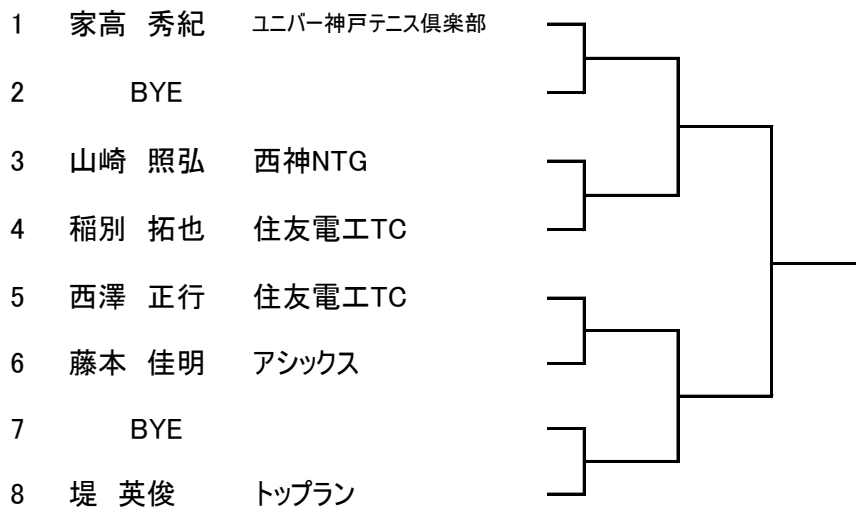 1 家高 秀紀 ユニバー神戸テニス倶楽部
2 BYE
3 山崎 照弘 西神NTG
4 稲別 拓也 住友電工TC
5 西澤 正行 住友電工TC
6 藤本 佳明 アシックス
7 BYE
8 堤 英俊 トップラン